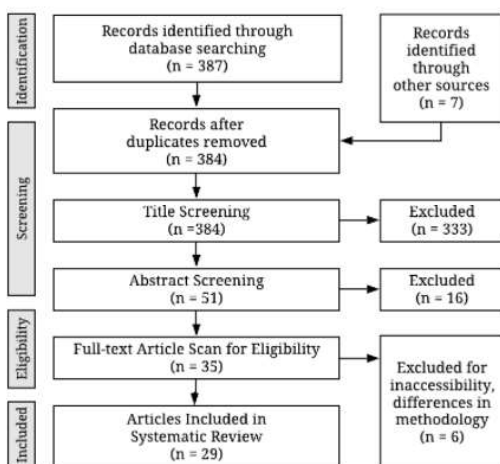 Identification
Records identified through
database searching
(n = 387)
Records
identified
through
other sources
(n = 7)
Screening
Records after
duplicates removed
(n = 384)
Title Screening
(n =384)
Excluded
(n = 333)
Abstract Screening
(n = 51)
Excluded
(n = 16)
Eligibility
Full-text Article Scan for Eligibility
(n = 35)
Excluded for
inaccessibility,
differences in
methodology
(n = 6)
Included
Articles Included in
Systematic Review
(n = 29)